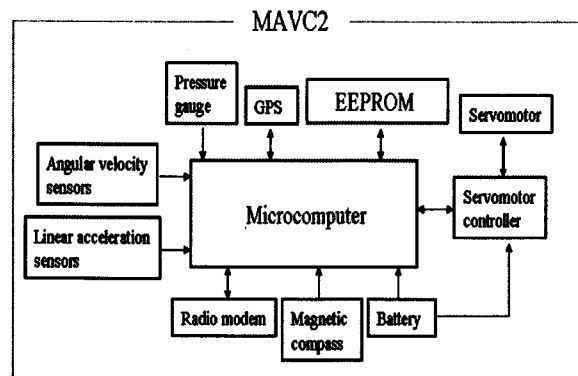 MAVC2
Pressure
gauge
GPS
EEPROM
Servomotor
Angular velocity
sensors
Microcomputer
Servomotor
controller
Linear acceleration
sensors
Radio modem
Magnetic
compass
Battery